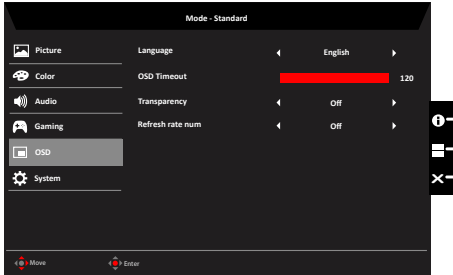 Mode - Standard
Picture
Language
English
Color
OSD Timeout
120
Audio
Transparency
Off
Gaming
Refresh rate num
Off
OSD
System
Move
Enter